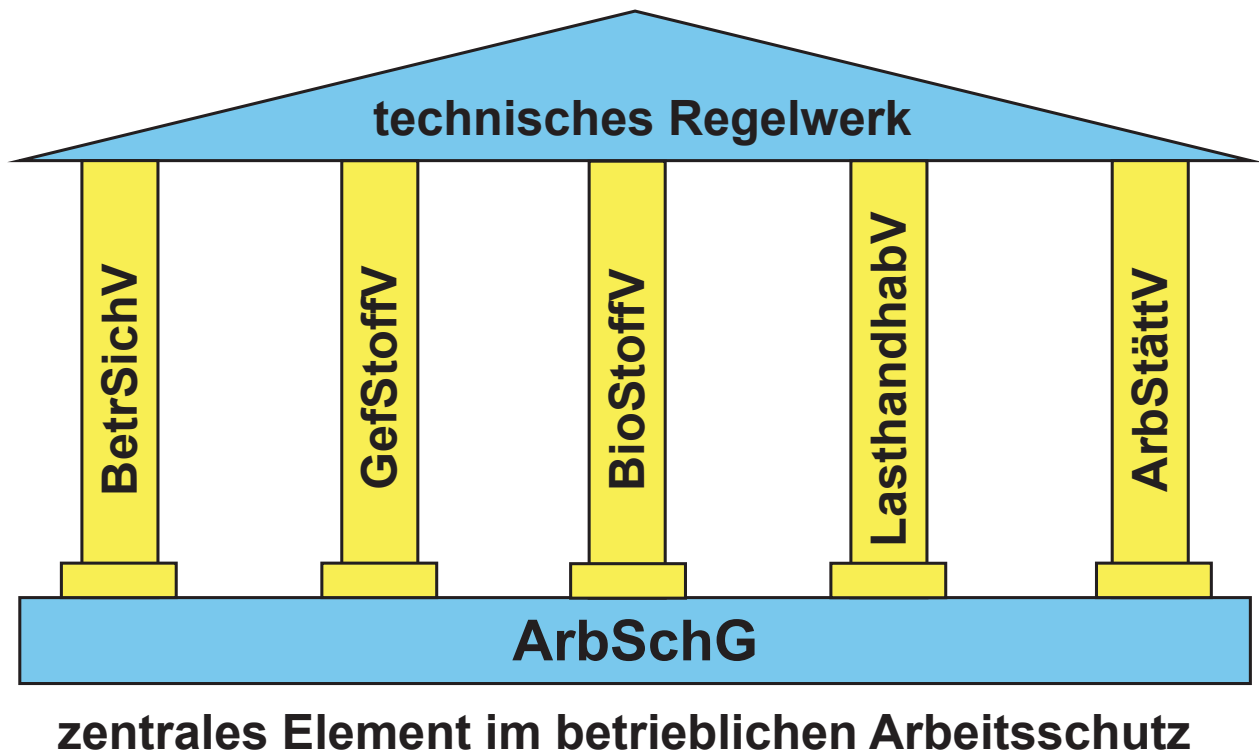 technisches Regelwerk
BetrSichV
GefStoffV
BioStoffV
LasthandhabV
ArbStättV
ArbSchG
zentrales Element im betrieblichen Arbeitsschutz